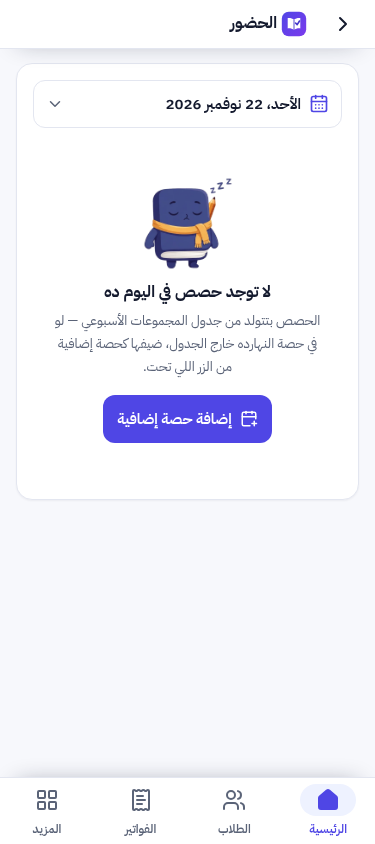 الحضور
الأحد، 22 نوفمبر 2026
z z z
لا توجد حصص في اليوم ده
الحصص بتتولد من جدول المجموعات الأسبوعي — لو
في حصة النهارده خارج الجدول، ضيفها كحصة إضافية
من الزر اللي تحت.
إضافة حصة إضافية
الرئيسية
الطلاب
الفواتير
المزيد